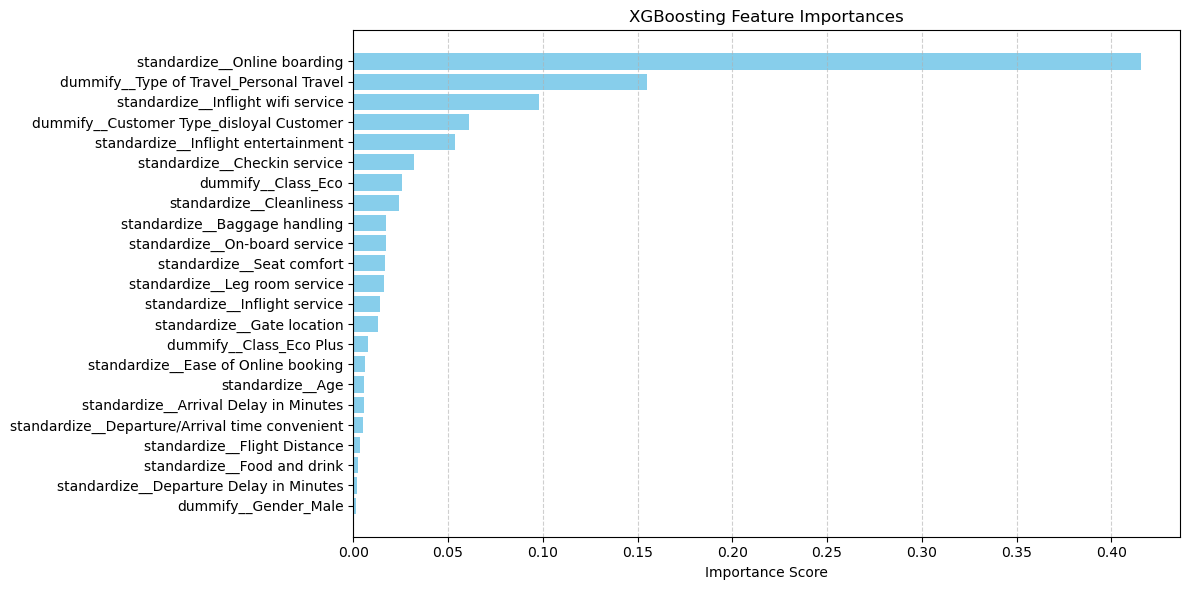 XGBoosting Feature Importances
standardize__Online boarding
dummify__Type of Travel_Personal Travel
standardize__Inflight wifi service
dummify__Customer Type_disloyal Customer
standardize__Inflight entertainment
standardize__Checkin service
dummify__Class_Eco
standardize__Cleanliness
standardize__Baggage handling
standardize__On-board service
standardize__Seat comfort
standardize__Leg room service
standardize__Inflight service
standardize__Gate location
dummify__Class_Eco Plus
standardize__Ease of Online booking
standardize__Age
standardize__Arrival Delay in Minutes
standardize__Departure/Arrival time convenient
standardize__Flight Distance
standardize__Food and drink
standardize__Departure Delay in Minutes
dummify__Gender_Male
0.00 0.05 0.10 0.15 0.20 0.25 0.30 0.35 0.40
Importance Score